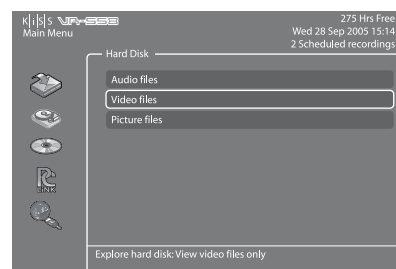 KiSS VR-558
275 Hrs Free
Main Menu
Wed 28 Sep 2005 15:14
2 Scheduled recordings
Hard Disk
Audio files
Video files
Picture files
PC
LiNK
Explore hard disk: View video files only